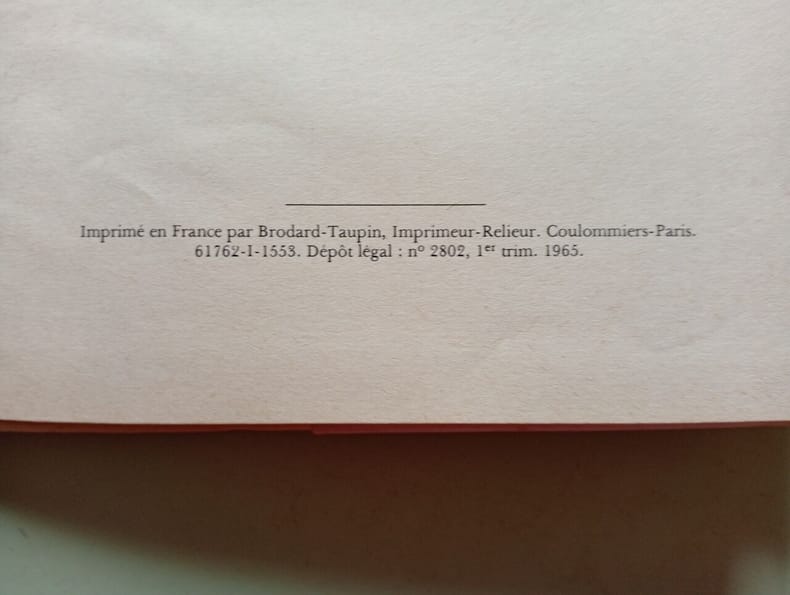 Imprimé en France par Brodard-Taupin, Imprimeur-Relieur. Coulommiers-Paris.
61762-I-1553. Dépôt légal : nº 2802, 1er trim. 1965.